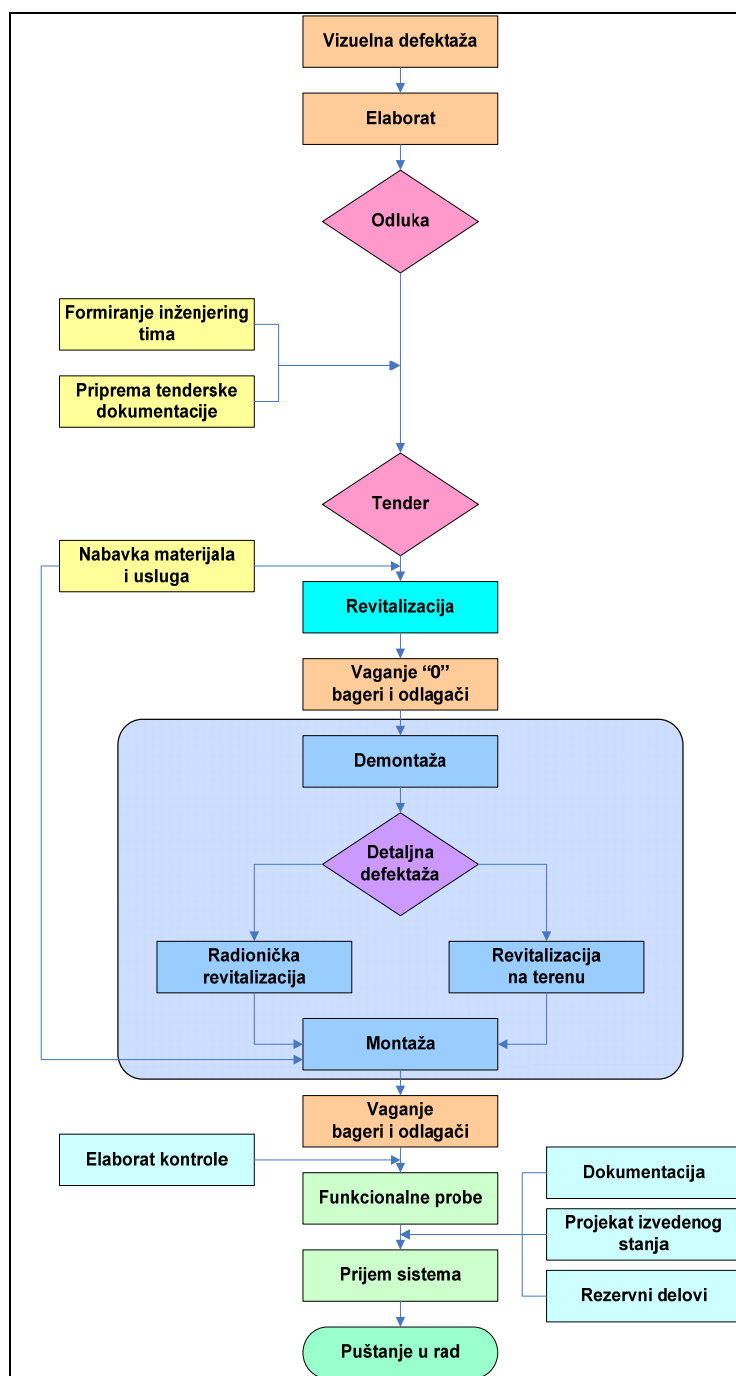 Vizuelna defektaža
Elaborat
Odluka
Formiranje inženjering
tima
Priprema tenderske
dokumentacije
Tender
Nabavka materijala
i usluga
Revitalizacija
Vaganje “0”
bageri i odlagači
Demontaža
Detaljna
defektaža
Radionička
revitalizacija
Revitalizacija
na terenu
Montaža
Vaganje
bageri i odlagači
Elaborat kontrole
Funkcionalne probe
Dokumentacija
Projekat izvedenog
stanja
Prijem sistema
Rezervni delovi
Puštanje u rad